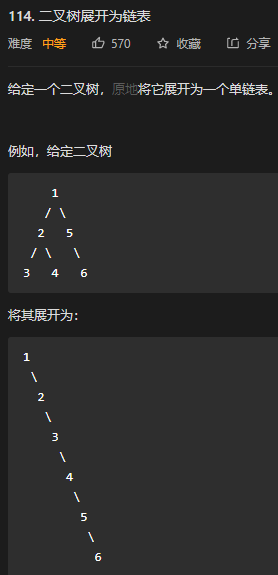 114. 二叉树展开为链表
难度 中等 570 收藏 分享
给定一个二叉树，原地将它展开为一个单链表。
例如，给定二叉树
    1
   / \
  2   5
 / \   \
3   4   6
将其展开为：
1
 \
  2
   \
    3
     \
      4
       \
        5
         \
          6